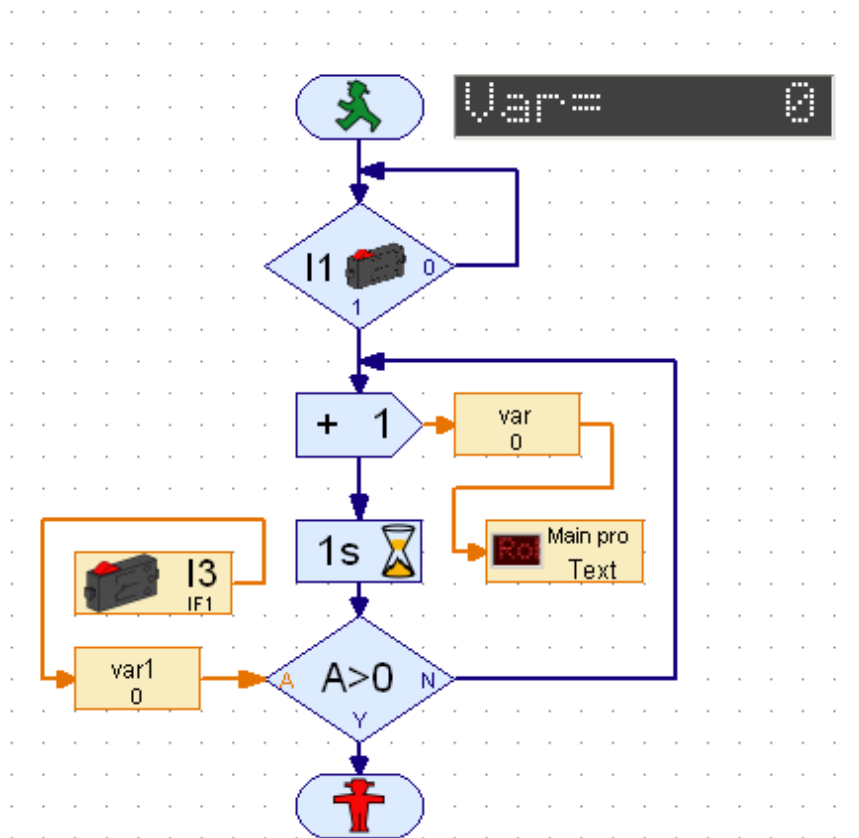 Var= 0
I1
0
1
+ 1
var
0
1s
Main pro
Text
I3
IF1
var1
0
A
A>0
N
Y